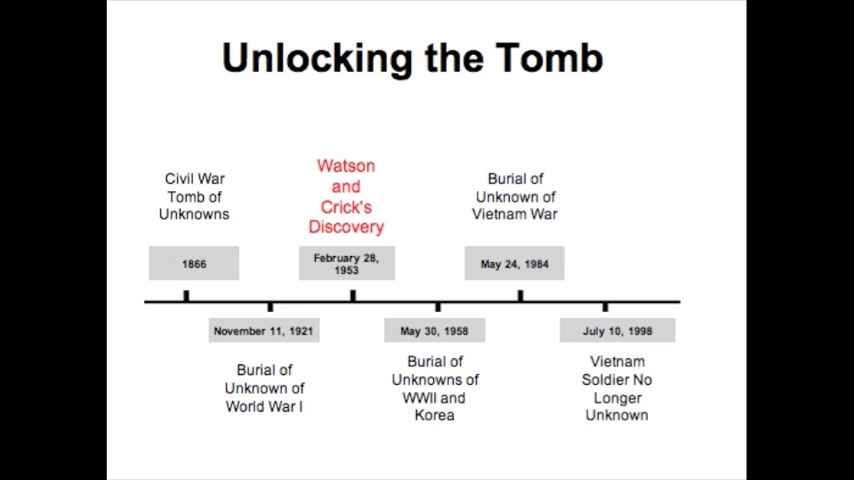 Unlocking the Tomb
Civil War
Tomb of
Unknowns
Watson
and
Crick's
Discovery
Burial of
Unknown of
Vietnam War
1866
February 28,
1953
May 24, 1984
November 11, 1921
May 30, 1958
July 10, 1998
Burial of
Unknown of
World War I
Burial of
Unknowns of
WWII and
Korea
Vietnam
Soldier No
Longer
Unknown